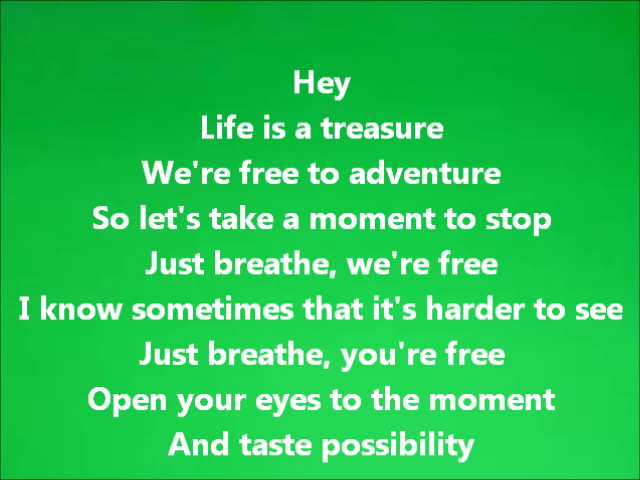 Hey
Life is a treasure
We're free to adventure
So let's take a moment to stop
Just breathe, we're free
I know sometimes that it's harder to see
Just breathe, you're free
Open your eyes to the moment
And taste possibility